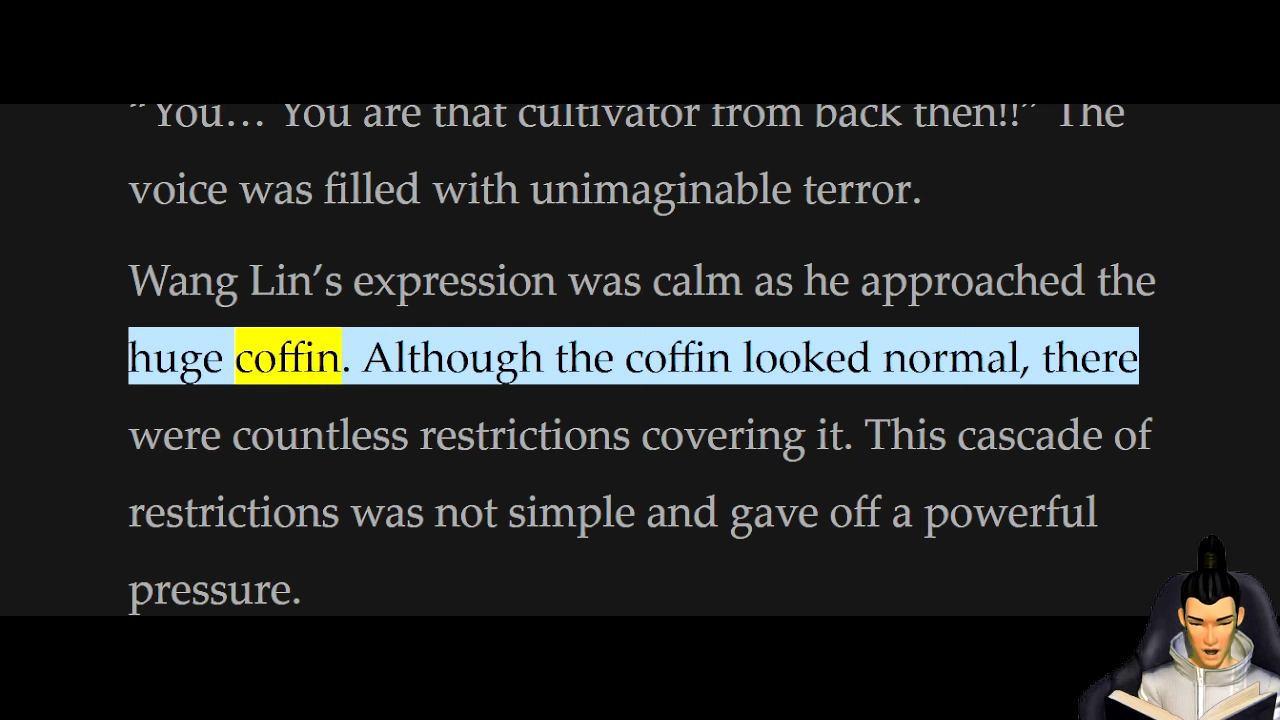 “You… You are that cultivator from back then!!” The
voice was filled with unimaginable terror.
Wang Lin’s expression was calm as he approached the
huge coffin. Although the coffin looked normal, there
were countless restrictions covering it. This cascade of
restrictions was not simple and gave off a powerful
pressure.